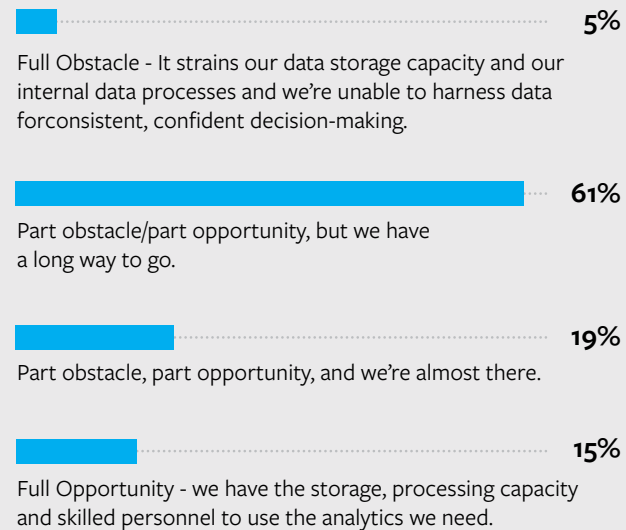 5%
Full Obstacle - It strains our data storage capacity and our
internal data processes and we’re unable to harness data
forconsistent, confident decision-making.
61%
Part obstacle/part opportunity, but we have
a long way to go.
19%
Part obstacle, part opportunity, and we’re almost there.
15%
Full Opportunity - we have the storage, processing capacity
and skilled personnel to use the analytics we need.